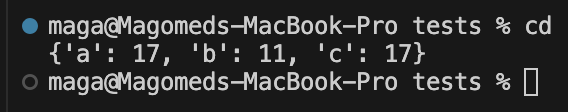 maga@Magomeds-MacBook-Pro tests % cd
{'a': 17, 'b': 11, 'c': 17}
maga@Magomeds-MacBook-Pro tests %